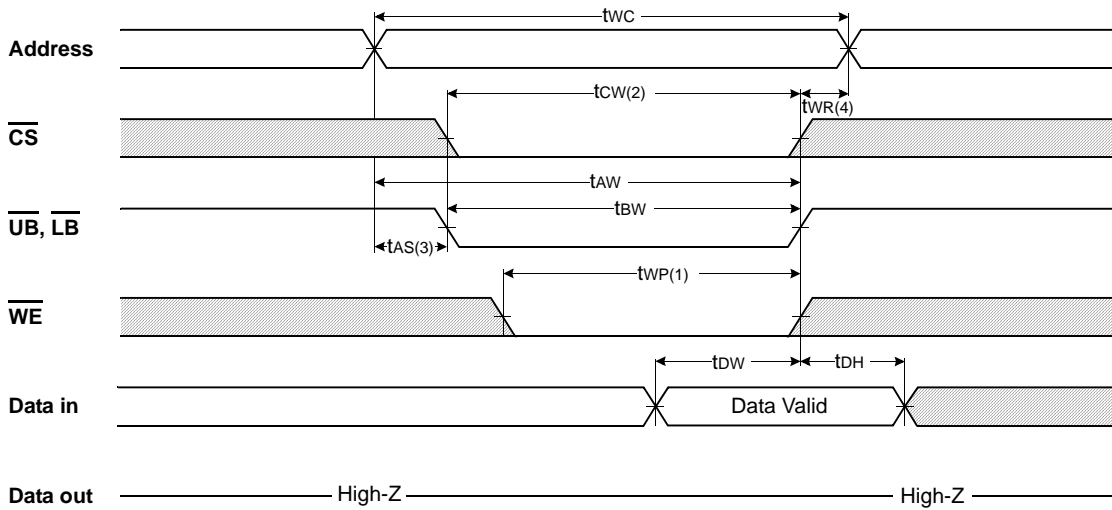 tWC
Address
tCW(2)
tWR(4)
CS
tAW
UB, LB
tBW
tAS(3)
tWP(1)
WE
tDW
tDH
Data in
Data Valid
Data out
High-Z
High-Z